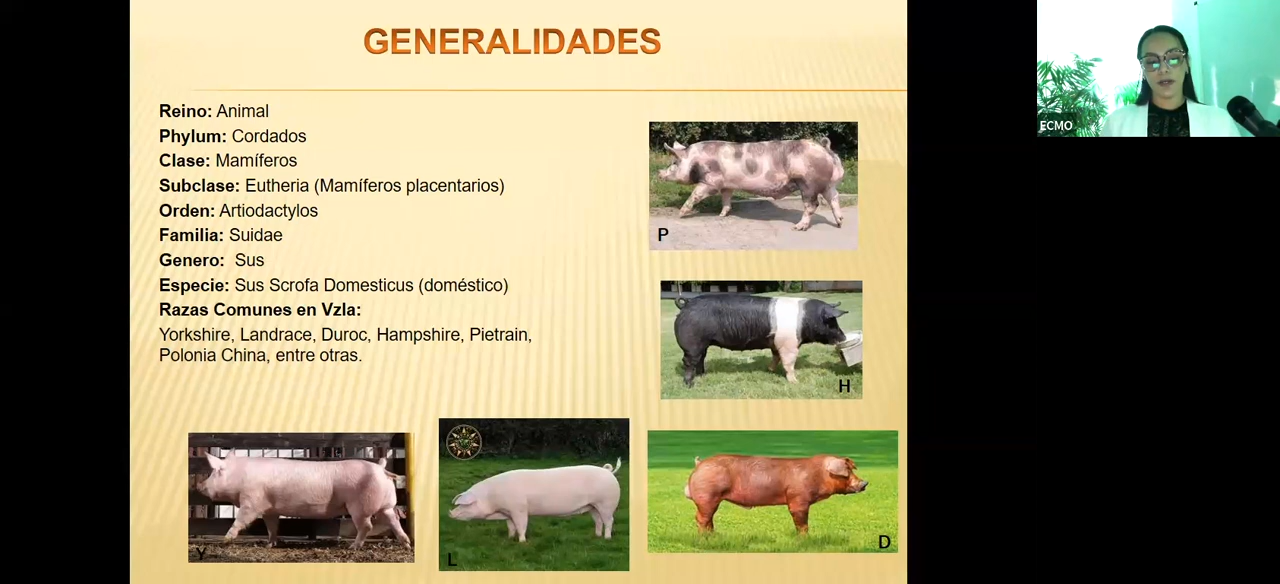 GENERALIDADES
Reino: Animal
Phylum: Cordados
Clase: Mamíferos
Subclase: Eutheria (Mamíferos placentarios)
Orden: Artiodactylos
Familia: Suidae
Genero: Sus
Especie: Sus Scrofa Domesticus (doméstico)
Razas Comunes en Vzla:
Yorkshire, Landrace, Duroc, Hampshire, Pietrain,
Polonia China, entre otras.
P
H
Y
L
D
ECMO